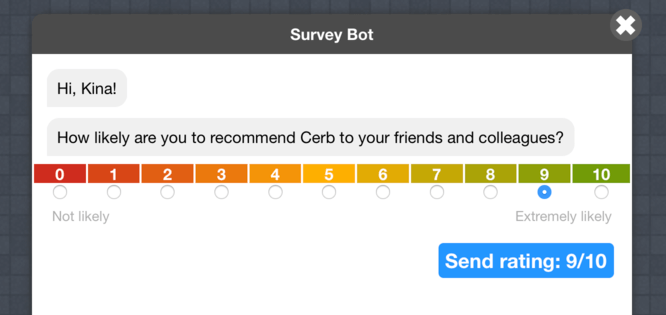 Survey Bot
Hi, Kina!
How likely are you to recommend Cerb to your friends and colleagues?
0 1 2 3 4 5 6 7 8 9 10
Not likely Extremely likely
Send rating: 9/10